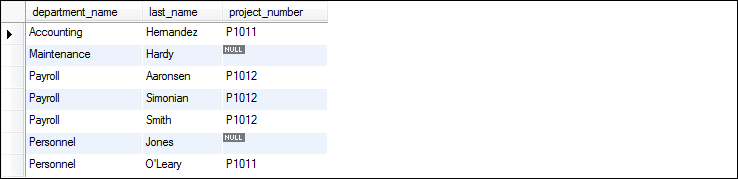 department_name last_name project_number
Accounting Hernandez P1011
Maintenance Hardy NULL
Payroll Aaronsen P1012
Payroll Simonian P1012
Payroll Smith P1012
Personnel Jones NULL
Personnel O'Leary P1011